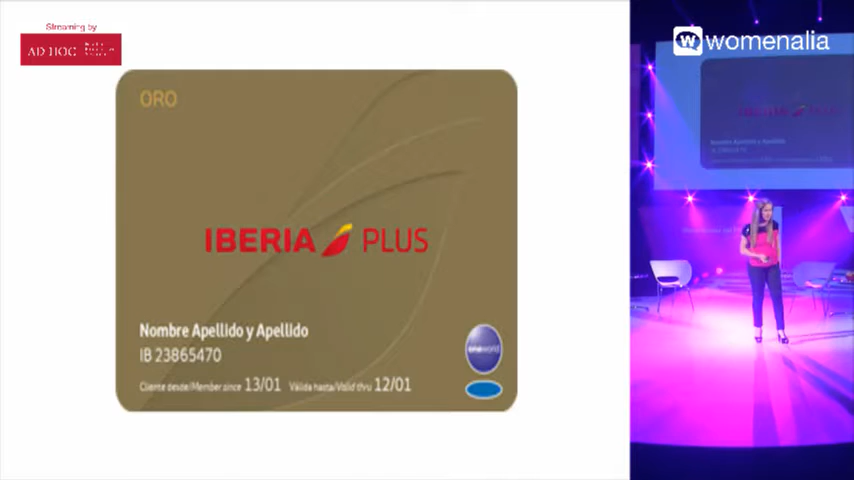 Streaming by
AD HOC
womenalia
ORO
IBERIA PLUS
Nombre Apellido y Apellido
IB 23865470
Cliente desde/Member since 13/01 Válida hasta/Valid thru 12/01
oneworld